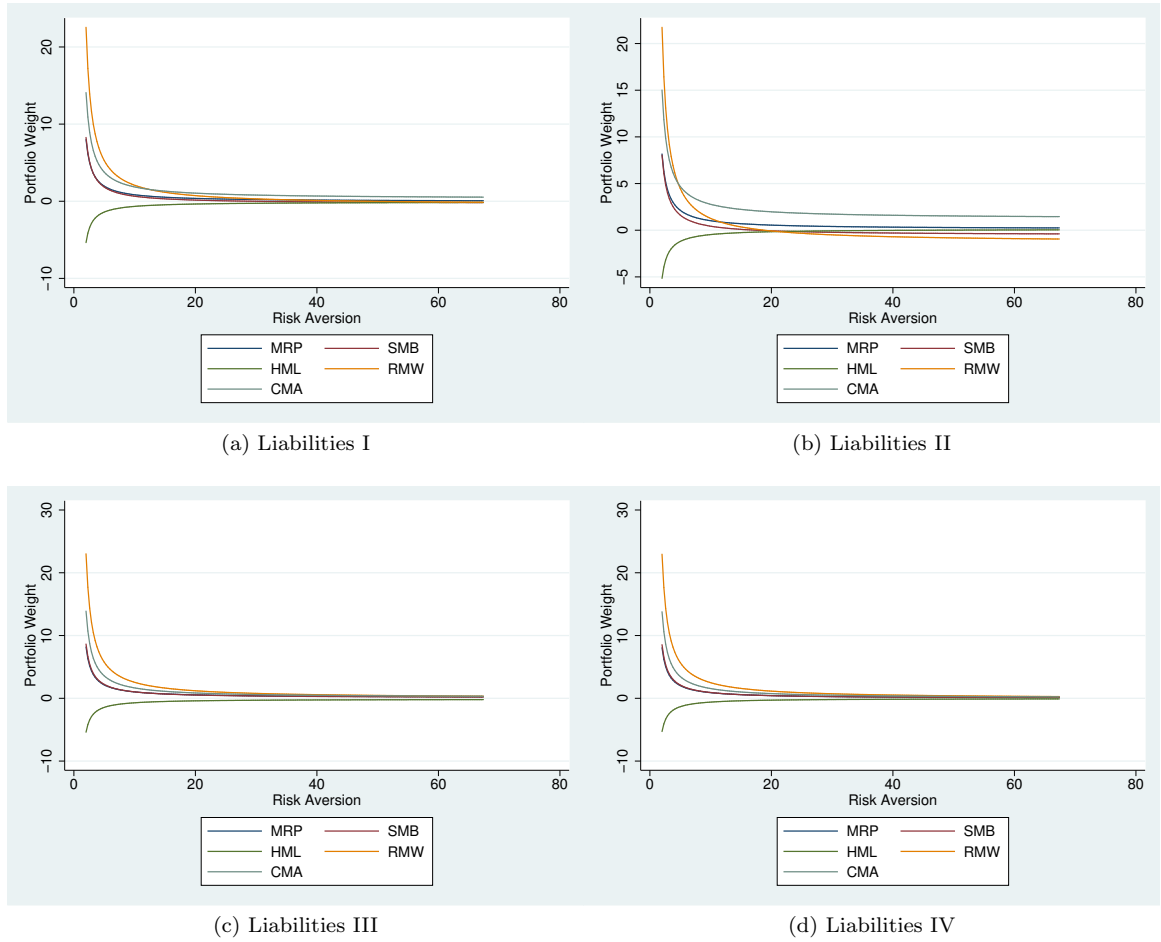 Portfolio Weight
20
10
0
−10
0 20 40 60 80
Risk Aversion
MRP SMB
HML RMW
CMA
(a) Liabilities I
Portfolio Weight
20
15
10
5
0
−5
0 20 40 60 80
Risk Aversion
MRP SMB
HML RMW
CMA
(b) Liabilities II
Portfolio Weight
30
20
10
0
−10
0 20 40 60 80
Risk Aversion
MRP SMB
HML RMW
CMA
(c) Liabilities III
Portfolio Weight
30
20
10
0
−10
0 20 40 60 80
Risk Aversion
MRP SMB
HML RMW
CMA
(d) Liabilities IV